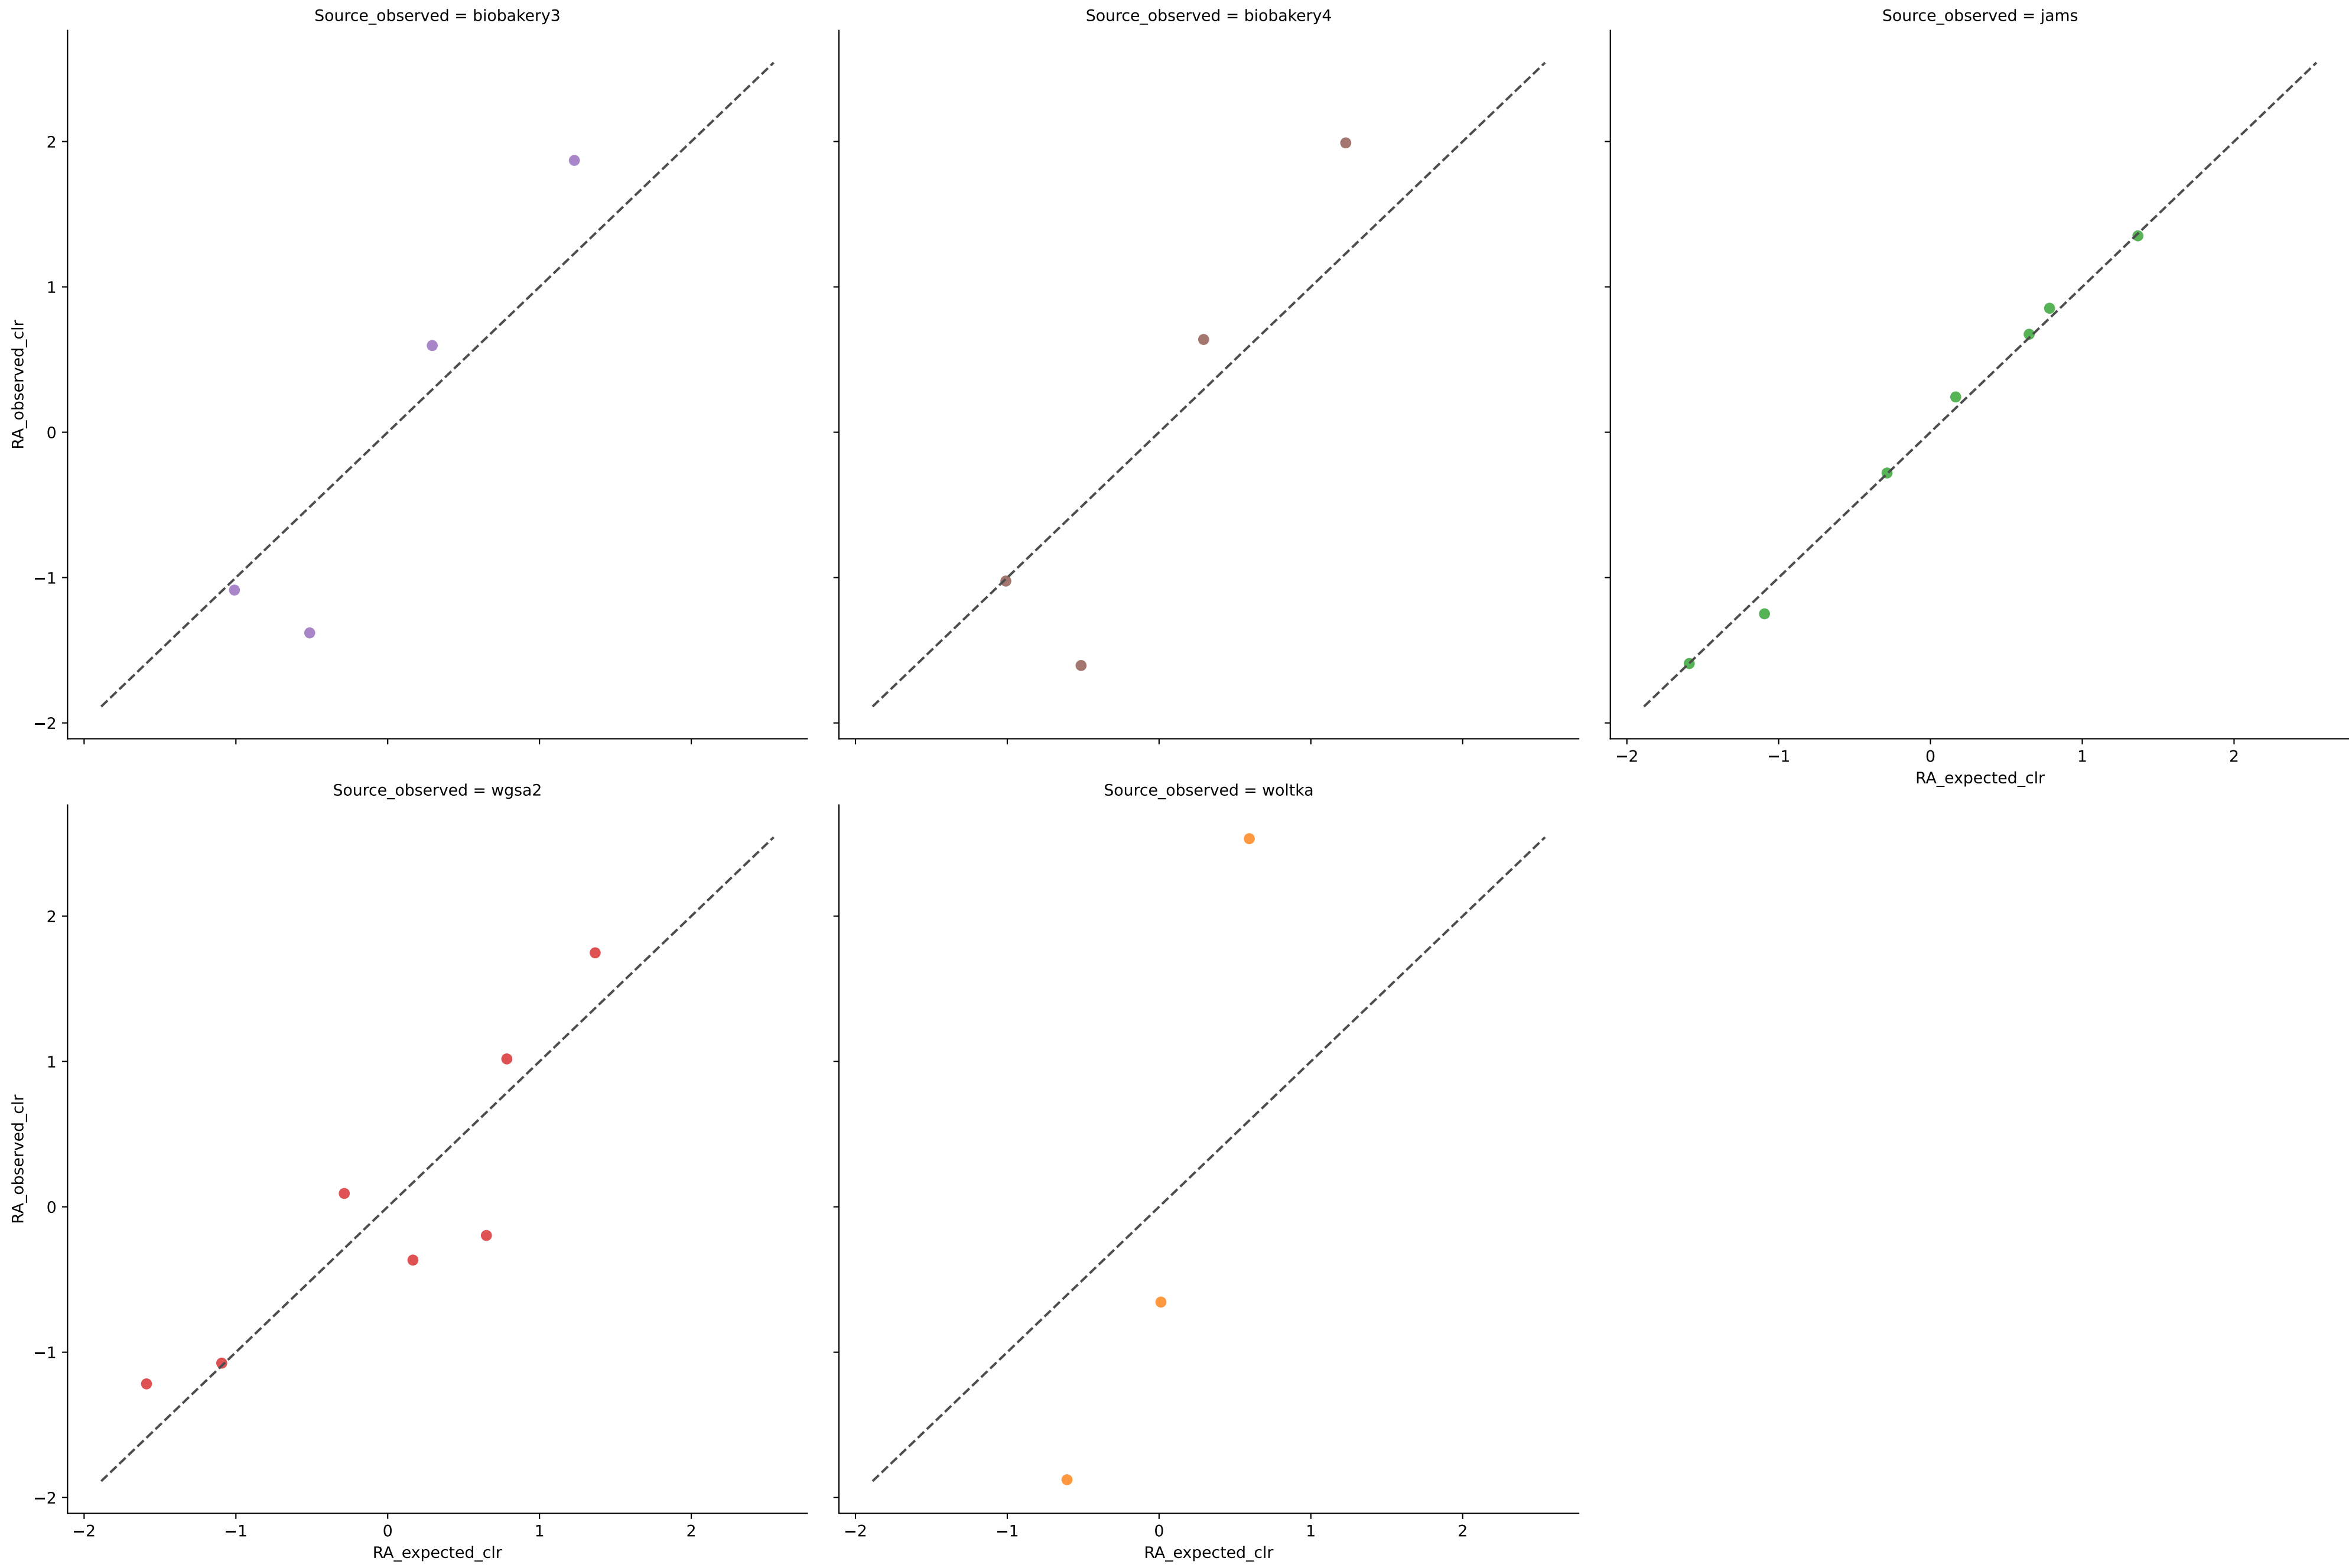 Source_observed = biobakery3
Source_observed = biobakery4
Source_observed = jams
RA_observed_clr
2
1
0
−1
−2
−2 −1 0 1 2
RA_expected_clr
Source_observed = wgsa2
Source_observed = woltka
RA_observed_clr
2
1
0
−1
−2
−2 −1 0 1 2
RA_expected_clr
−2 −1 0 1 2
RA_expected_clr